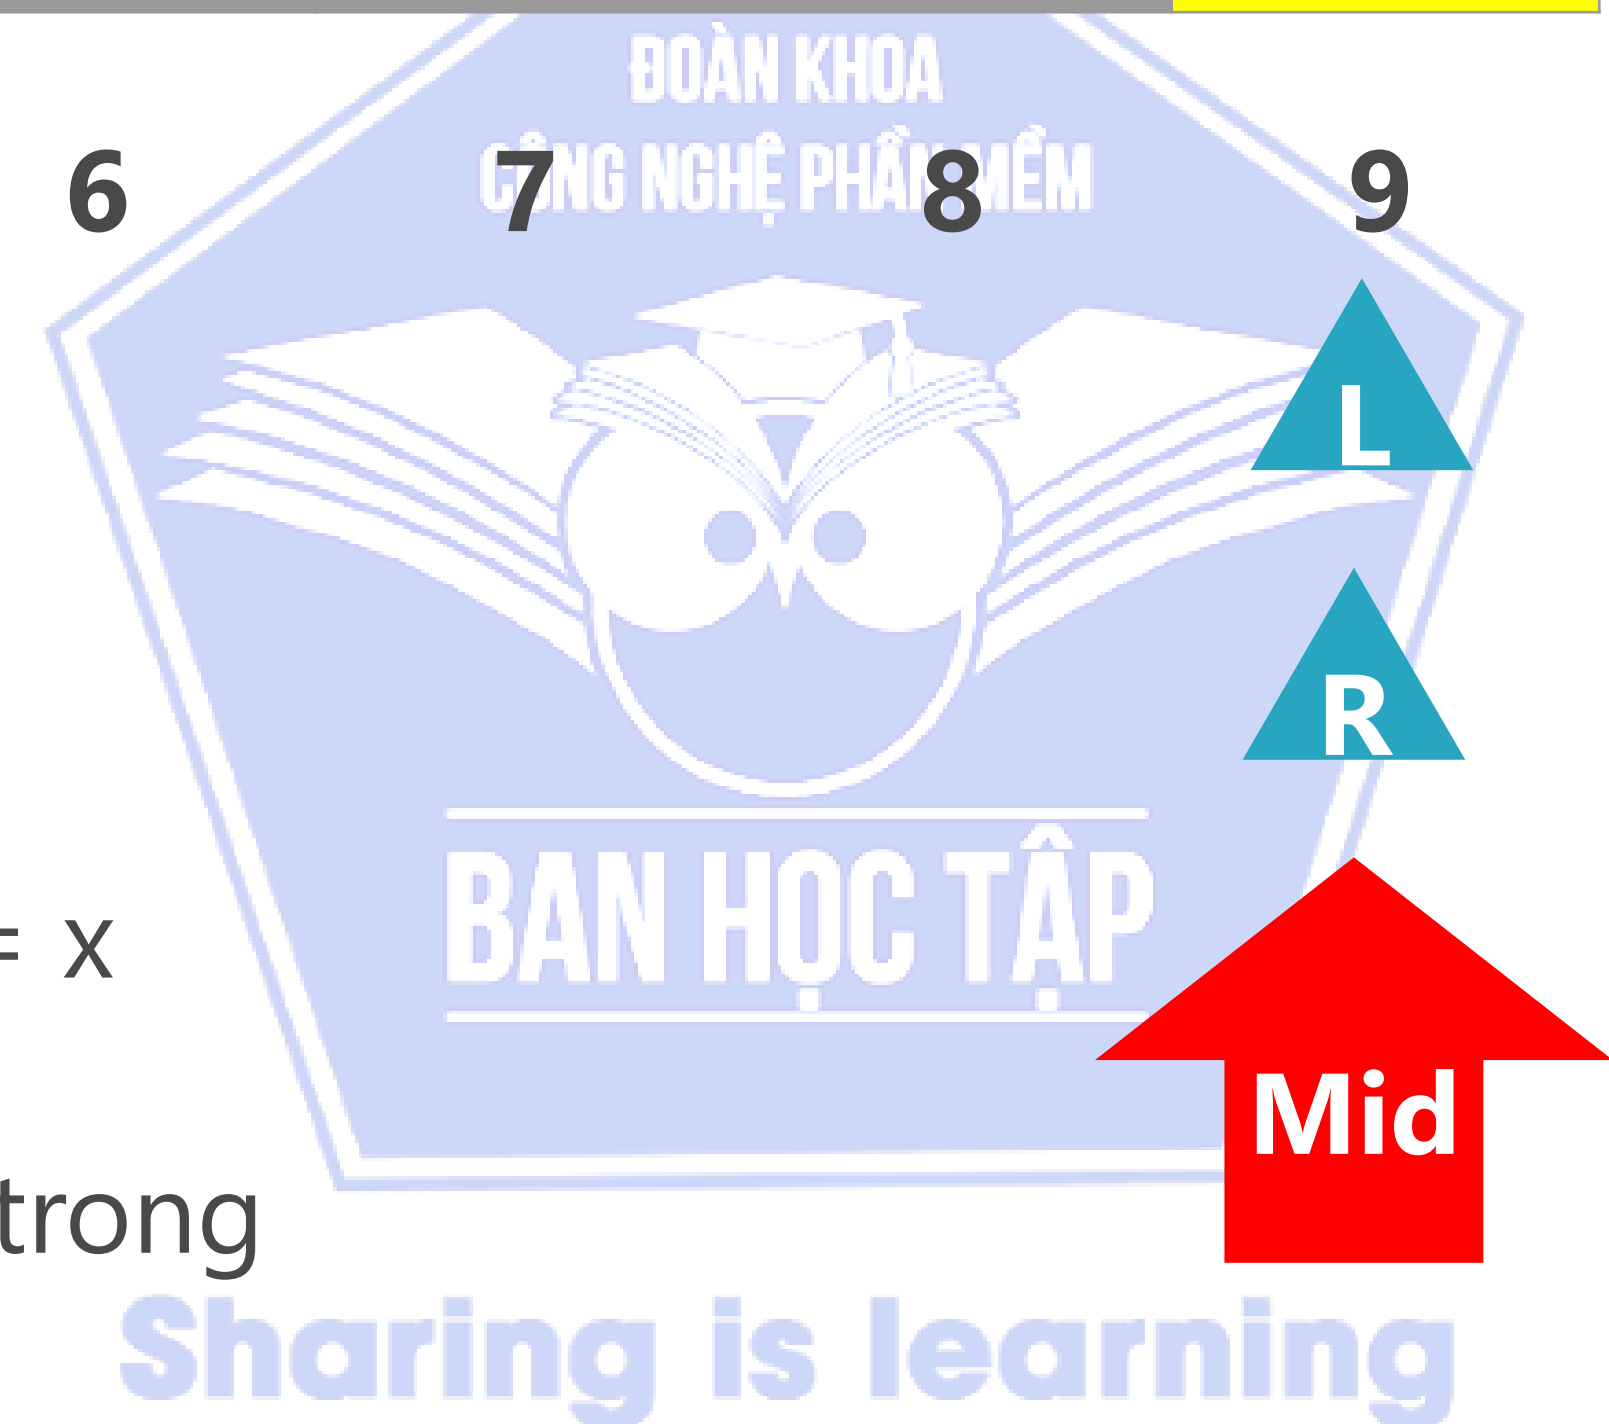 ĐOÀN KHOA
CÔNG NGHỆ PHẦN MỀM
6 7 8 9
L
R
BAN HỌC TẬP
= x
Mid
trong
Sharing is learning